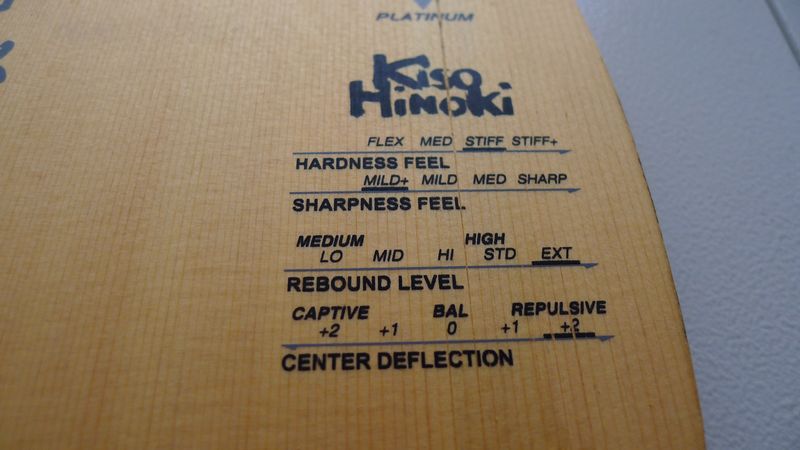 PLATINUM
Kiso
Hinoki
FLEX MED STIFF STIFF+
HARDNESS FEEL
MILD+ MILD MED SHARP
SHARPNESS FEEL
MEDIUM HIGH
LO MID HI STD EXT
REBOUND LEVEL
CAPTIVE BAL REPULSIVE
+2 +1 0 +1 +2
CENTER DEFLECTION